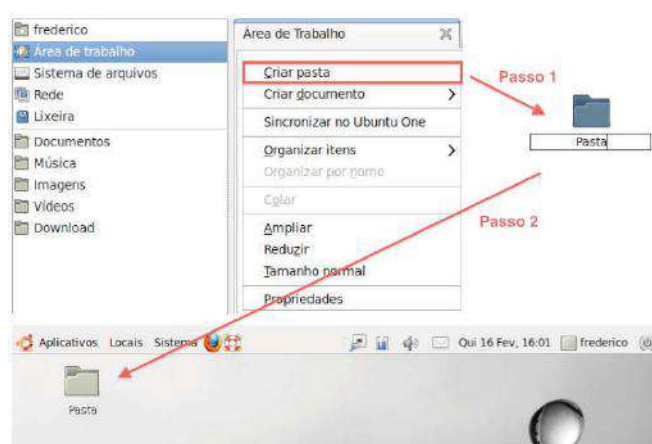 frederico
Área de trabalho
Sistema de arquivos
Rede
Lixeira
Documentos
Música
Imagens
Vídeos
Download
Área de Trabalho
Criar pasta
Criar documento
Sincronizar no Ubuntu One
Organizar itens
Organizar por nome
Colar
Ampliar
Reduzir
Tamanho normal
Propriedades
Passo 1
Pasta
Passo 2
Aplicativos Locais Sistema Qui 16 Fev, 16:01 frederico
Pasta